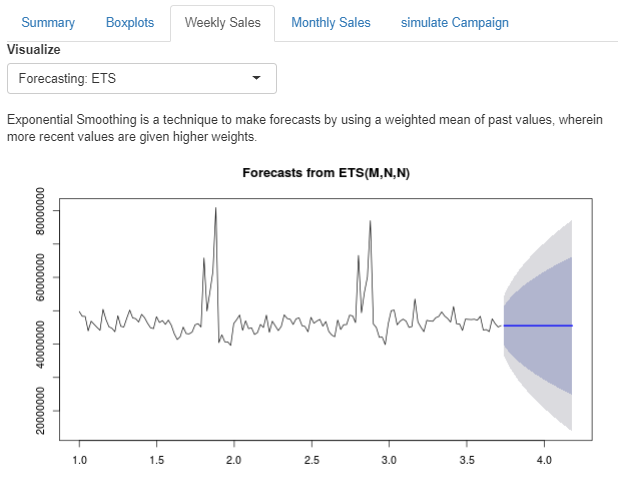 Summary Boxplots Weekly Sales Monthly Sales simulate Campaign
Visualize
Forecasting: ETS
Exponential Smoothing is a technique to make forecasts by using a weighted mean of past values, wherein
more recent values are given higher weights.
Forecasts from ETS(M,N,N)
80000000
60000000
40000000
20000000
1.0 1.5 2.0 2.5 3.0 3.5 4.0